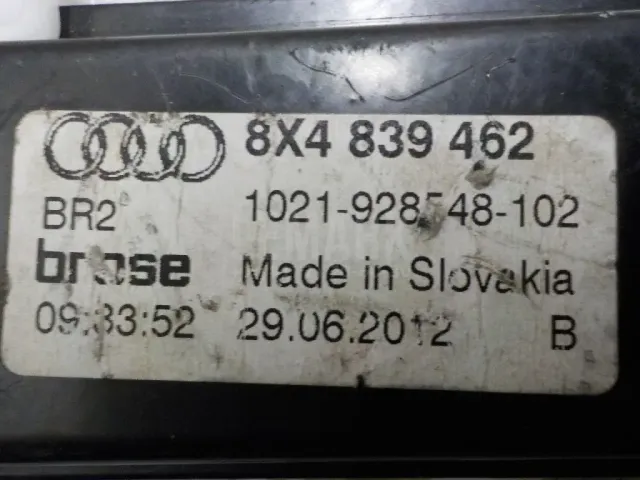 8X4 839 462
BR2
1021-928548-102
brose
Made in Slovakia
09:33:52 29.06.2012 B